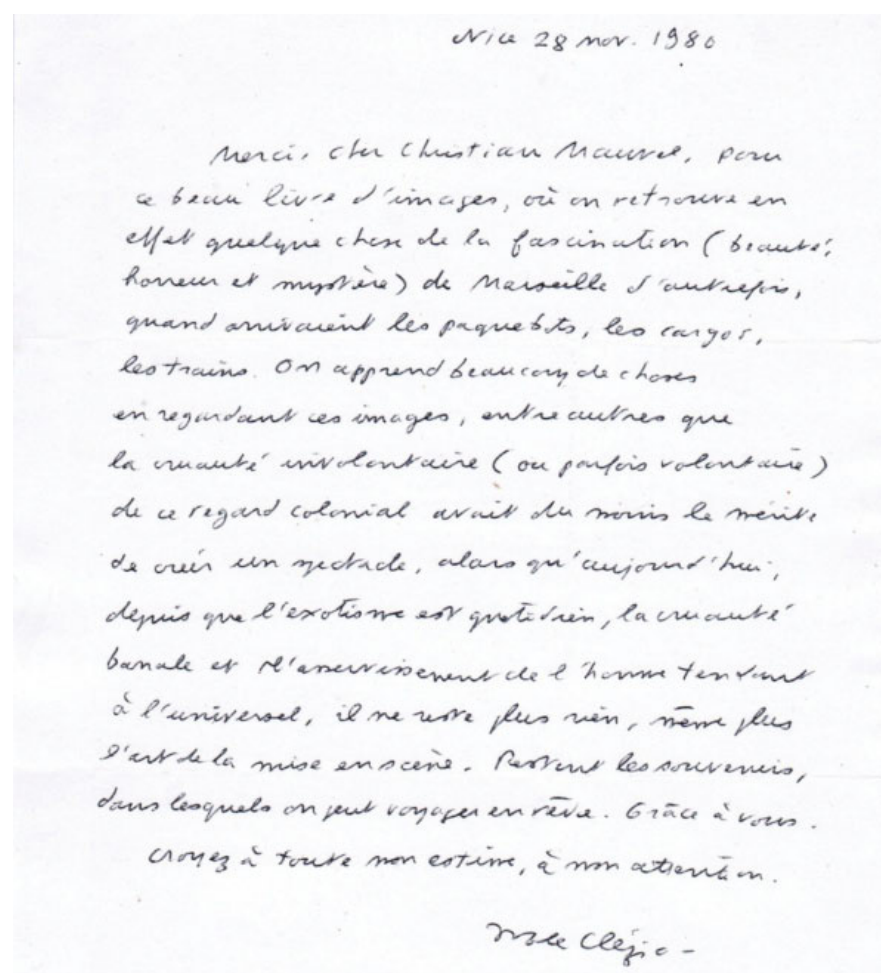 Nice 28 nov. 1980
Merci, cher Christian Maurel, pour
ce beau livre d'images, où on retrouve en
effet quelque chose de la fascination (beauté,
horreur et mystère) de Marseille d'autrefois,
quand arrivaient les paquebots, les cargos,
les trains. On apprend beaucoup de choses
en regardant ces images, entre autres que
la cruauté involontaire (ou parfois volontaire)
de ce regard colonial avait du moins le mérite
de créer un spectacle, alors qu'aujourd'hui,
depuis que l'exotisme est quotidien, la cruauté
banale et l'asservissement de l'homme tendant
à l'universel, il ne reste plus rien, même plus
l'art de la mise en scène. Restent les souvenirs,
dans lesquels on peut voyager en rêve. Grâce à vous.
Croyez à toute mon estime, à mon attention.
Le Clézio